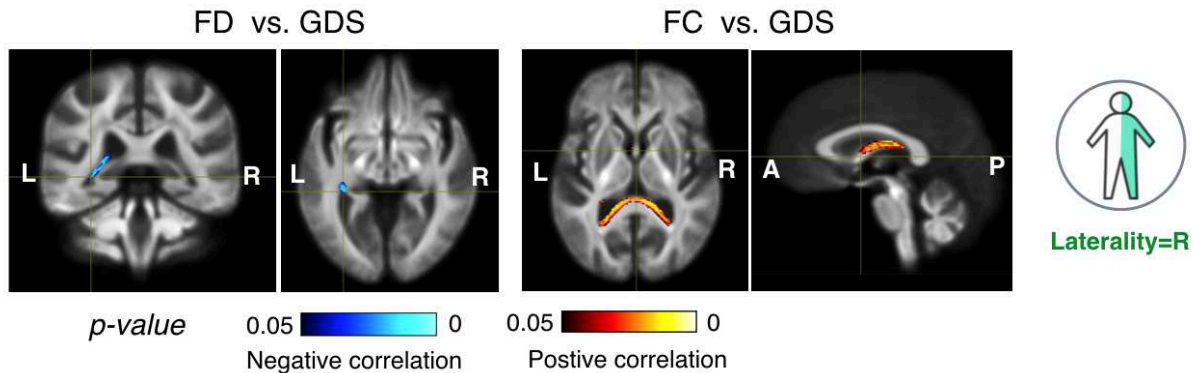 FD vs. GDS
FC vs. GDS
L
R
L
R
L
R
A
P
Laterality=R
p-value
0.05
0
Negative correlation
0.05
0
Postive correlation